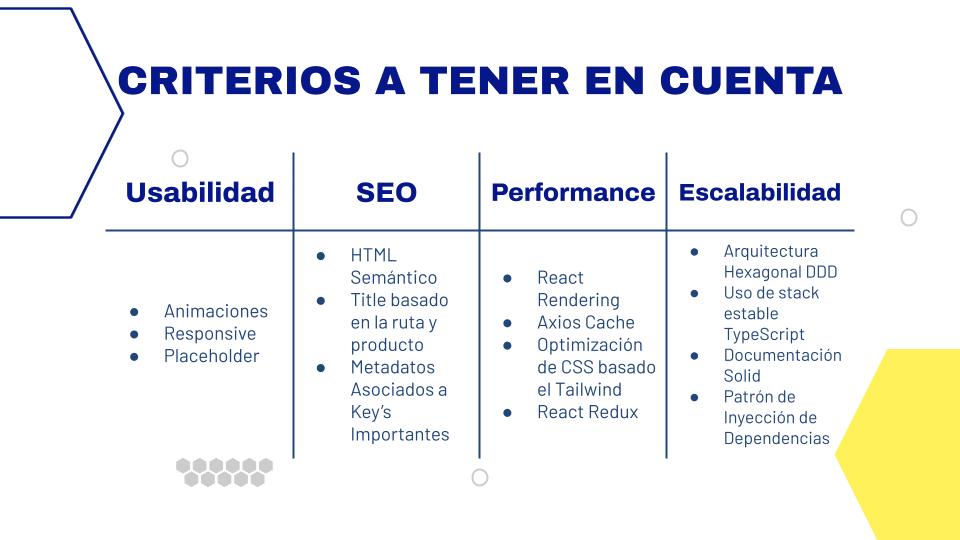 CRITERIOS A TENER EN CUENTA
Usabilidad
SEO
Performance
Escalabilidad
● Animaciones
● Responsive
● Placeholder
● HTML
Semántico
● Title basado
en la ruta y
producto
● Metadatos
Asociados a
Key's
Importantes
● React
Rendering
● Axios Cache
● Optimización
de CSS basado
el Tailwind
● React Redux
● Arquitectura
Hexagonal DDD
● Uso de stack
estable
TypeScript
● Documentación
Solid
● Patrón de
Inyección de
Dependencias